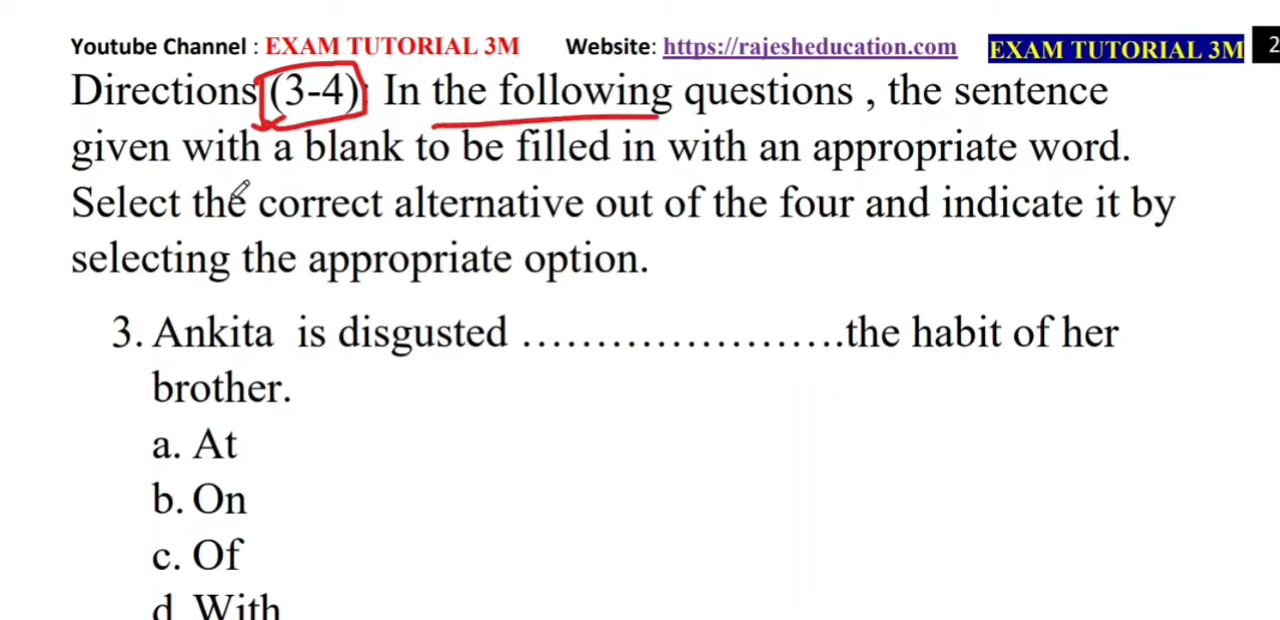 Youtube Channel : EXAM TUTORIAL 3M Website: https://rajesheducation.com EXAM TUTORIAL 3M 2
Directions (3-4): In the following questions , the sentence
given with a blank to be filled in with an appropriate word.
Select the correct alternative out of the four and indicate it by
selecting the appropriate option.
3. Ankita is disgusted ......................the habit of her
brother.
a. At
b. On
c. Of
d With